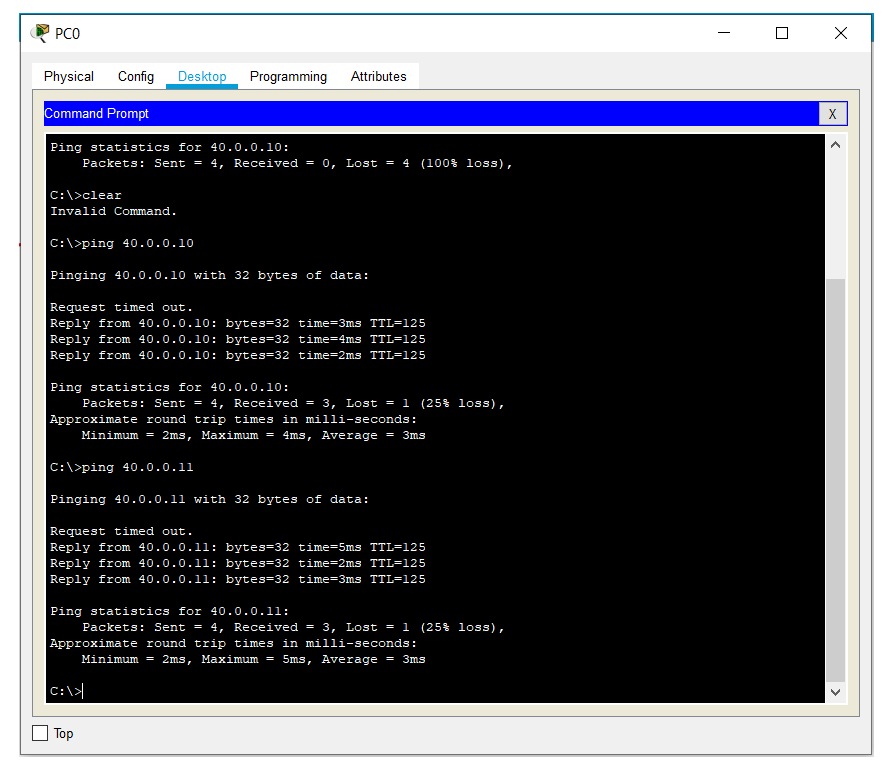 PC0
Physical Config Desktop Programming Attributes
Command Prompt X
Ping statistics for 40.0.0.10:
    Packets: Sent = 4, Received = 0, Lost = 4 (100% loss),
C:\>clear
Invalid Command.
C:\>ping 40.0.0.10
Pinging 40.0.0.10 with 32 bytes of data:
Request timed out.
Reply from 40.0.0.10: bytes=32 time=3ms TTL=125
Reply from 40.0.0.10: bytes=32 time=4ms TTL=125
Reply from 40.0.0.10: bytes=32 time=2ms TTL=125
Ping statistics for 40.0.0.10:
    Packets: Sent = 4, Received = 3, Lost = 1 (25% loss),
Approximate round trip times in milli-seconds:
    Minimum = 2ms, Maximum = 4ms, Average = 3ms
C:\>ping 40.0.0.11
Pinging 40.0.0.11 with 32 bytes of data:
Request timed out.
Reply from 40.0.0.11: bytes=32 time=5ms TTL=125
Reply from 40.0.0.11: bytes=32 time=2ms TTL=125
Reply from 40.0.0.11: bytes=32 time=3ms TTL=125
Ping statistics for 40.0.0.11:
    Packets: Sent = 4, Received = 3, Lost = 1 (25% loss),
Approximate round trip times in milli-seconds:
    Minimum = 2ms, Maximum = 5ms, Average = 3ms
C:\>
Top